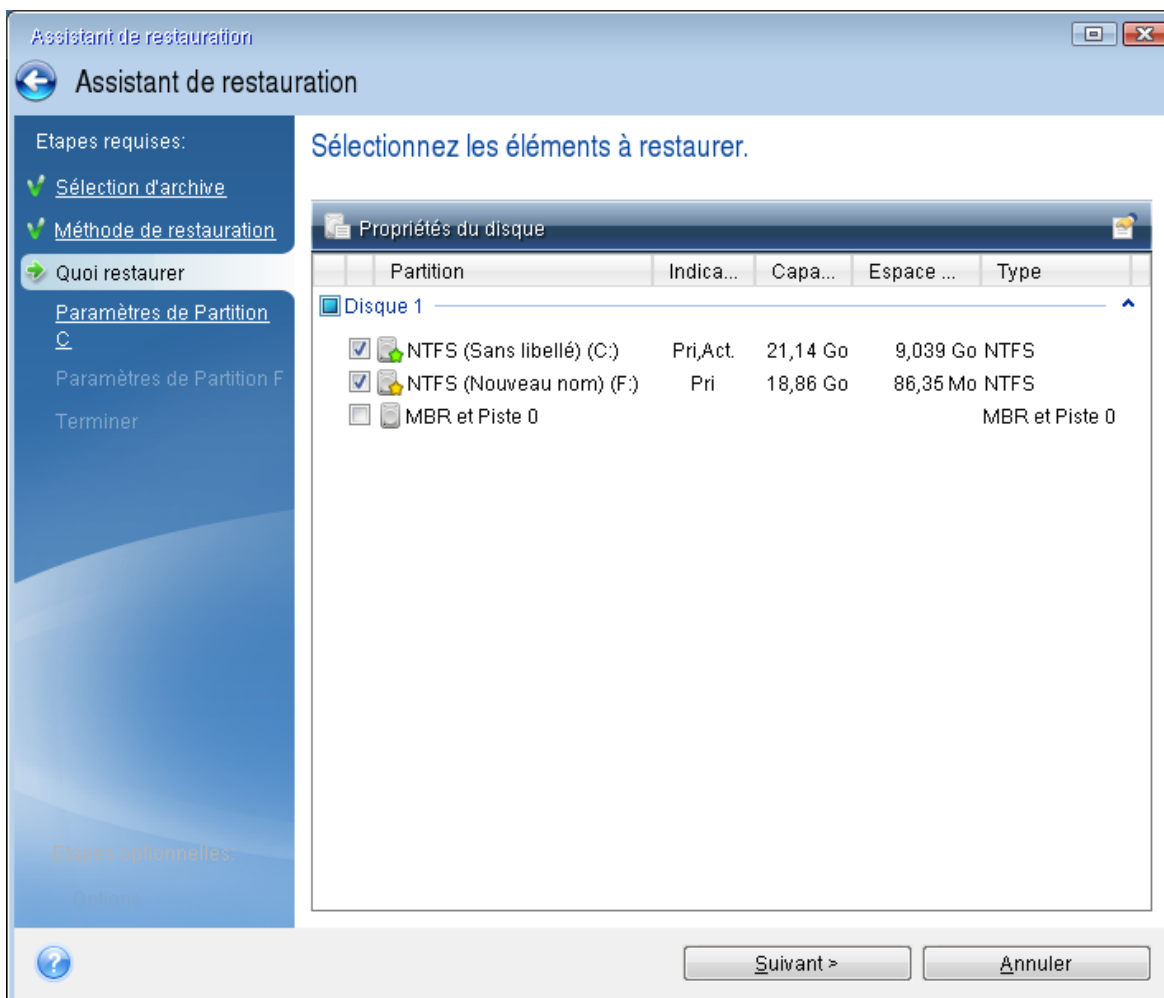 Assistant de restauration
Assistant de restauration
Etapes requises:
Sélection d'archive
Méthode de restauration
Quoi restaurer
Paramètres de Partition
C
Paramètres de Partition F
Terminer
Etapes optionnelles:
Options
Sélectionnez les éléments à restaurer.
Propriétés du disque
Partition Indica... Capa... Espace ... Type
Disque 1
NTFS (Sans libellé) (C:) Pri,Act. 21,14 Go 9,039 Go NTFS
NTFS (Nouveau nom) (F:) Pri 18,86 Go 86,35 Mo NTFS
MBR et Piste 0 MBR et Piste 0
Suivant >
Annuler